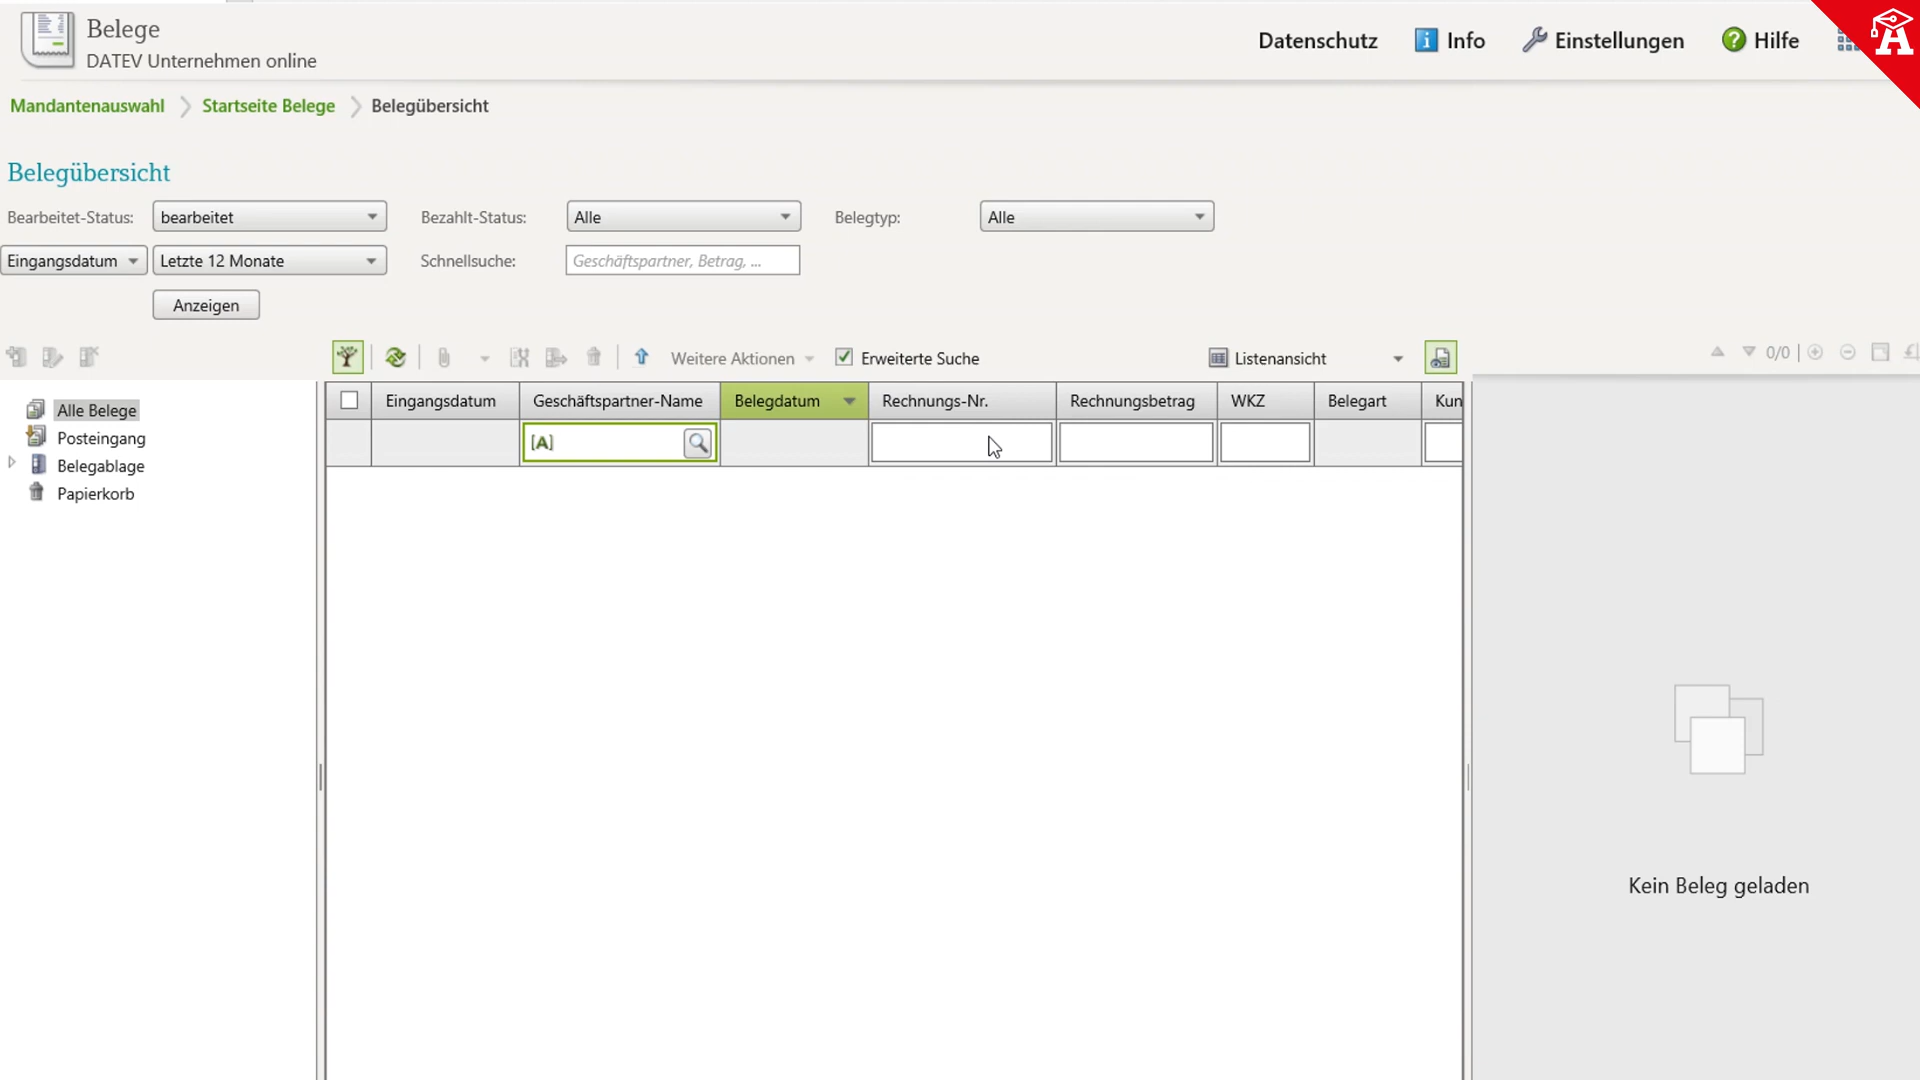 Belege
DATEV Unternehmen online
Datenschutz Info Einstellungen Hilfe
Mandantenauswahl Startseite Belege Belegübersicht
Belegübersicht
Bearbeitet-Status: bearbeitet Bezahlt-Status: Alle Belegtyp: Alle
Eingangsdatum Letzte 12 Monate Schnellsuche: Geschäftspartner, Betrag, ...
Anzeigen
Weitere Aktionen Erweiterte Suche Listenansicht 0/0
Eingangsdatum Geschäftspartner-Name Belegdatum Rechnungs-Nr. Rechnungsbetrag WKZ Belegart Kun
[A]
Alle Belege
Posteingang
Belegablage
Papierkorb
Kein Beleg geladen